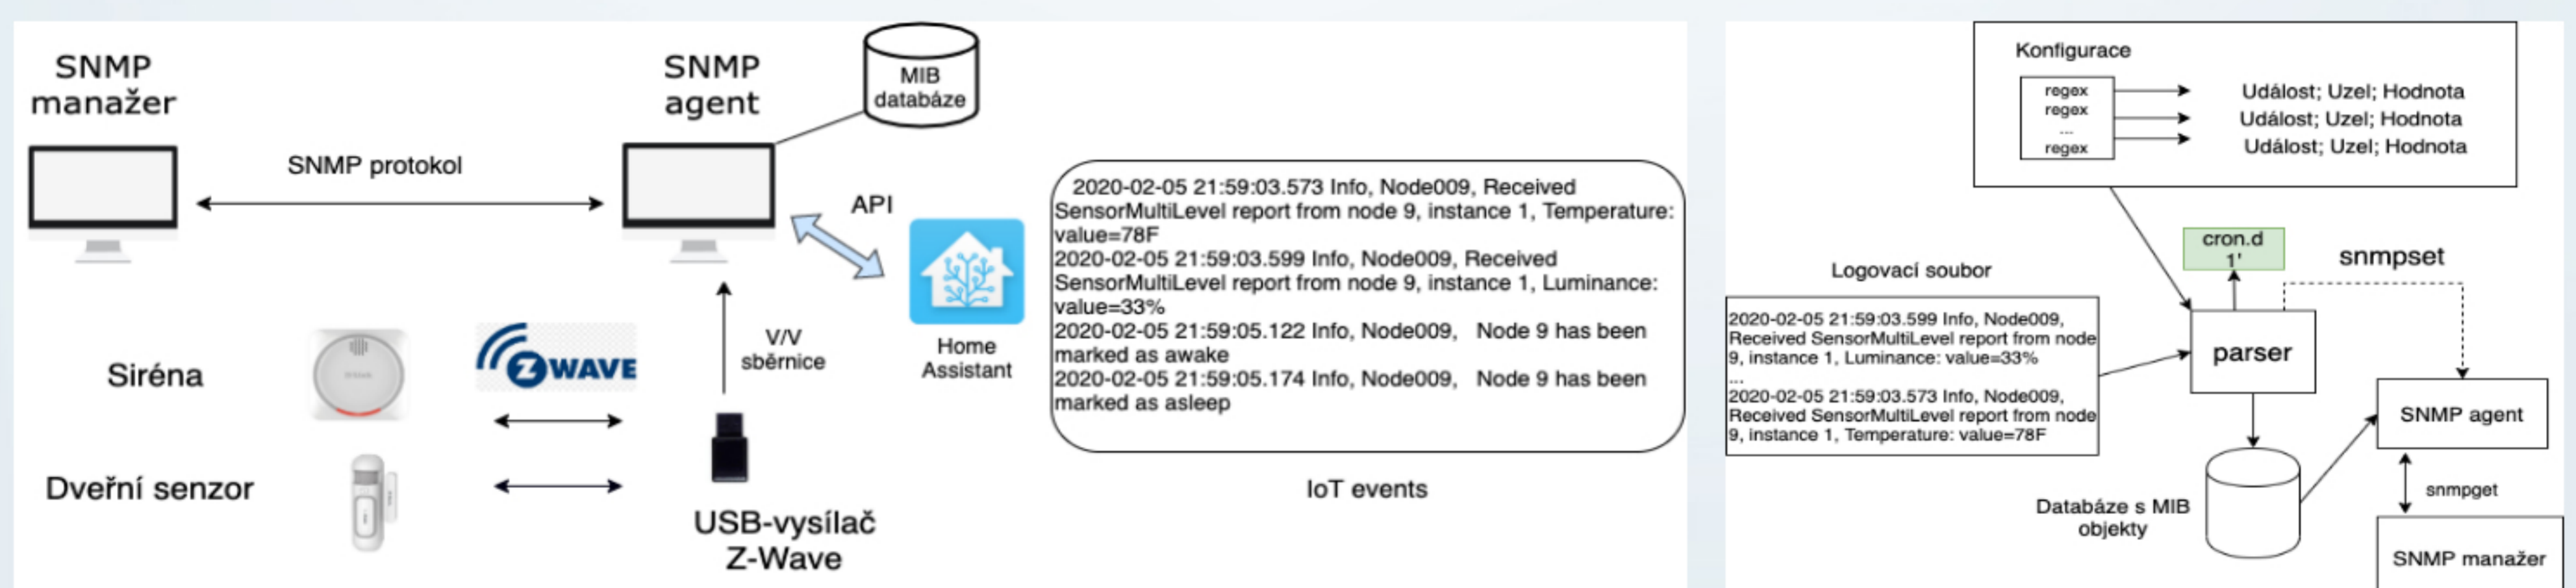 SNMP
manažer
SNMP protokol
SNMP
agent
MIB
databáze
API
Home
Assistant
V/V
sběrnice
Siréna
Z WAVE
Dveřní senzor
USB-vysílač
Z-Wave
2020-02-05 21:59:03.573 Info, Node009, Received
SensorMultiLevel report from node 9, instance 1, Temperature:
value=78F
2020-02-05 21:59:03.599 Info, Node009, Received
SensorMultiLevel report from node 9, instance 1, Luminance:
value=33%
2020-02-05 21:59:05.122 Info, Node009, Node 9 has been
marked as awake
2020-02-05 21:59:05.174 Info, Node009, Node 9 has been
marked as asleep
IoT events
Konfigurace
regex
regex
...
regex
Událost; Uzel; Hodnota
Událost; Uzel; Hodnota
Událost; Uzel; Hodnota
cron.d
1'
snmpset
Logovací soubor
2020-02-05 21:59:03.599 Info, Node009,
Received SensorMultiLevel report from node
9, instance 1, Luminance: value=33%
...
2020-02-05 21:59:03.573 Info, Node009,
Received SensorMultiLevel report from node
9, instance 1, Temperature: value=78F
parser
SNMP agent
snmpget
Databáze s MIB
objekty
SNMP manažer